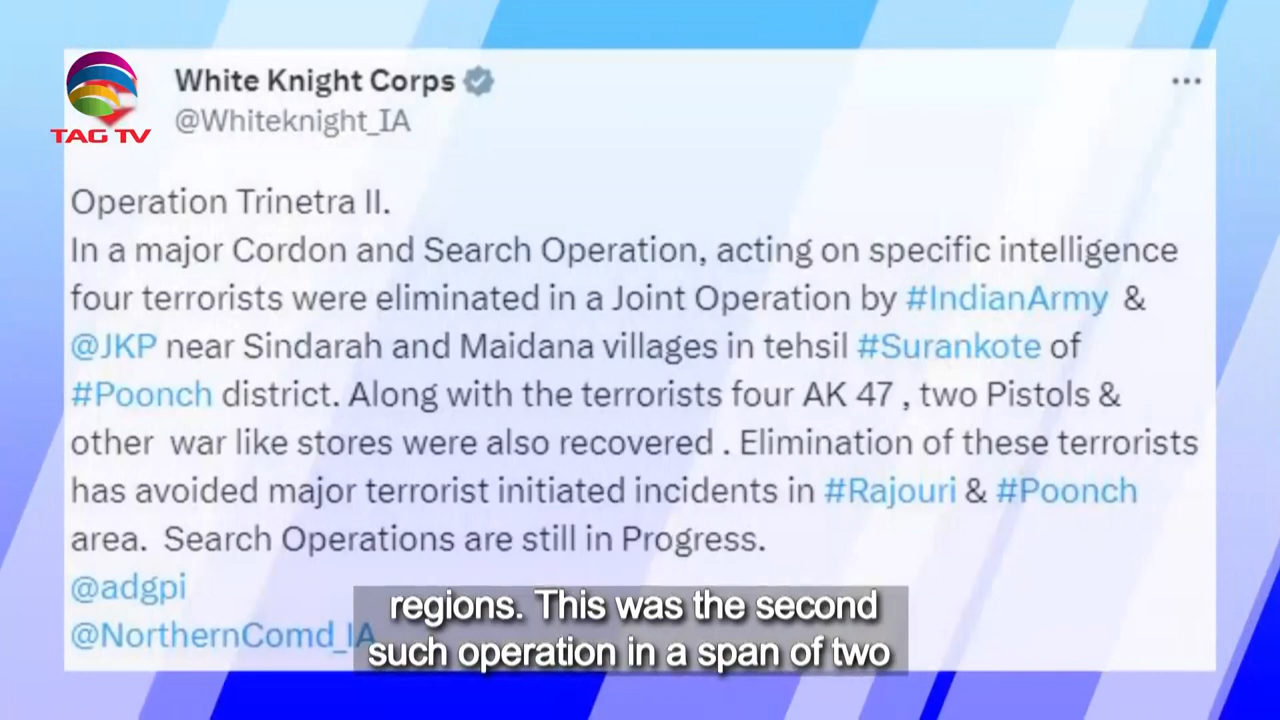 White Knight Corps
@Whiteknight_IA
TAG TV
Operation Trinetra II.
In a major Cordon and Search Operation, acting on specific intelligence
four terrorists were eliminated in a Joint Operation by #IndianArmy &
@JKP near Sindarah and Maidana villages in tehsil #Surankote of
#Poonch district. Along with the terrorists four AK 47 , two Pistols &
other war like stores were also recovered . Elimination of these terrorists
has avoided major terrorist initiated incidents in #Rajouri & #Poonch
area. Search Operations are still in Progress.
@adgpi
@NorthernComd_IA
regions. This was the second
such operation in a span of two